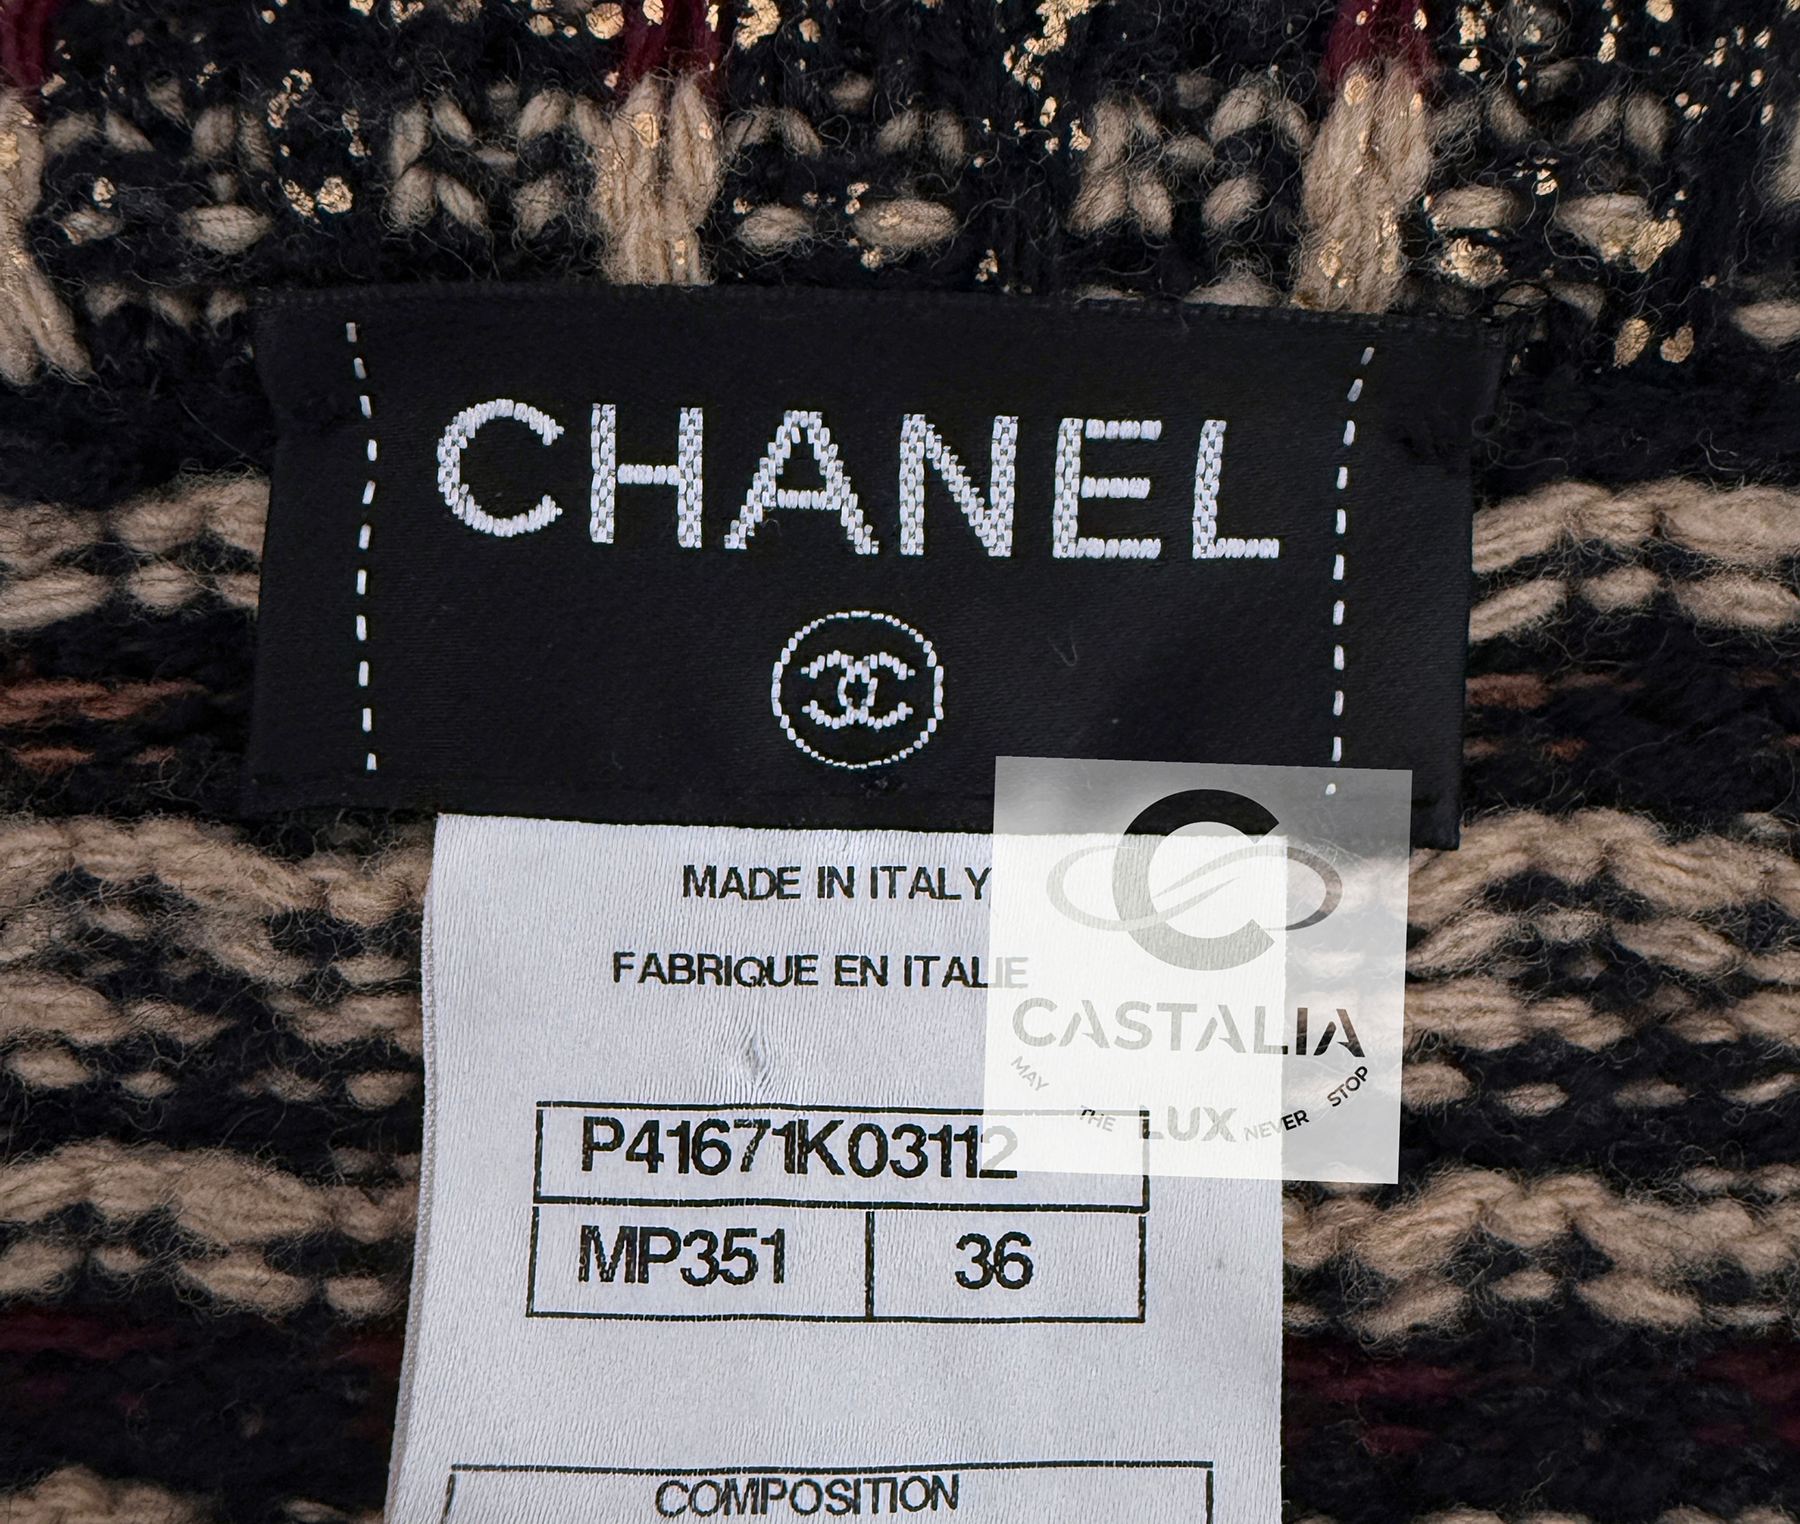 CHANEL
MADE IN ITALY
FABRIQUE EN ITALIE
CASTALIA
MAY THE LUX NEVER STOP
P41671K03112
MP351 36
COMPOSITION